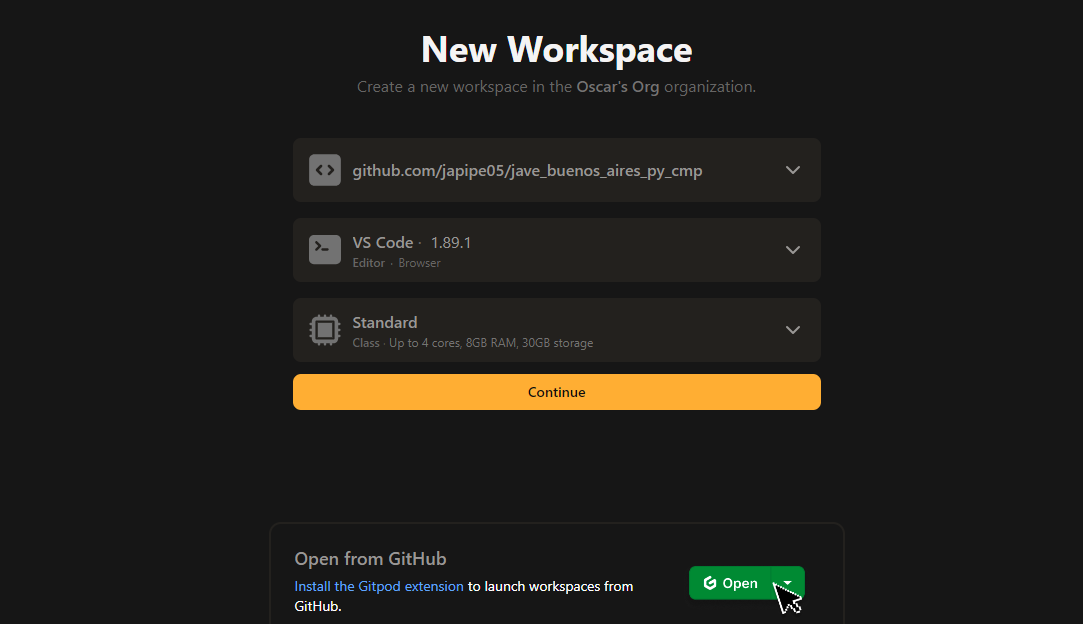 New Workspace
Create a new workspace in the Oscar's Org organization.
github.com/japipe05/jave_buenos_aires_py_cmp
VS Code · 1.89.1
Editor · Browser
Standard
Class · Up to 4 cores, 8GB RAM, 30GB storage
Continue
Open from GitHub
Install the Gitpod extension to launch workspaces from
GitHub.
Open